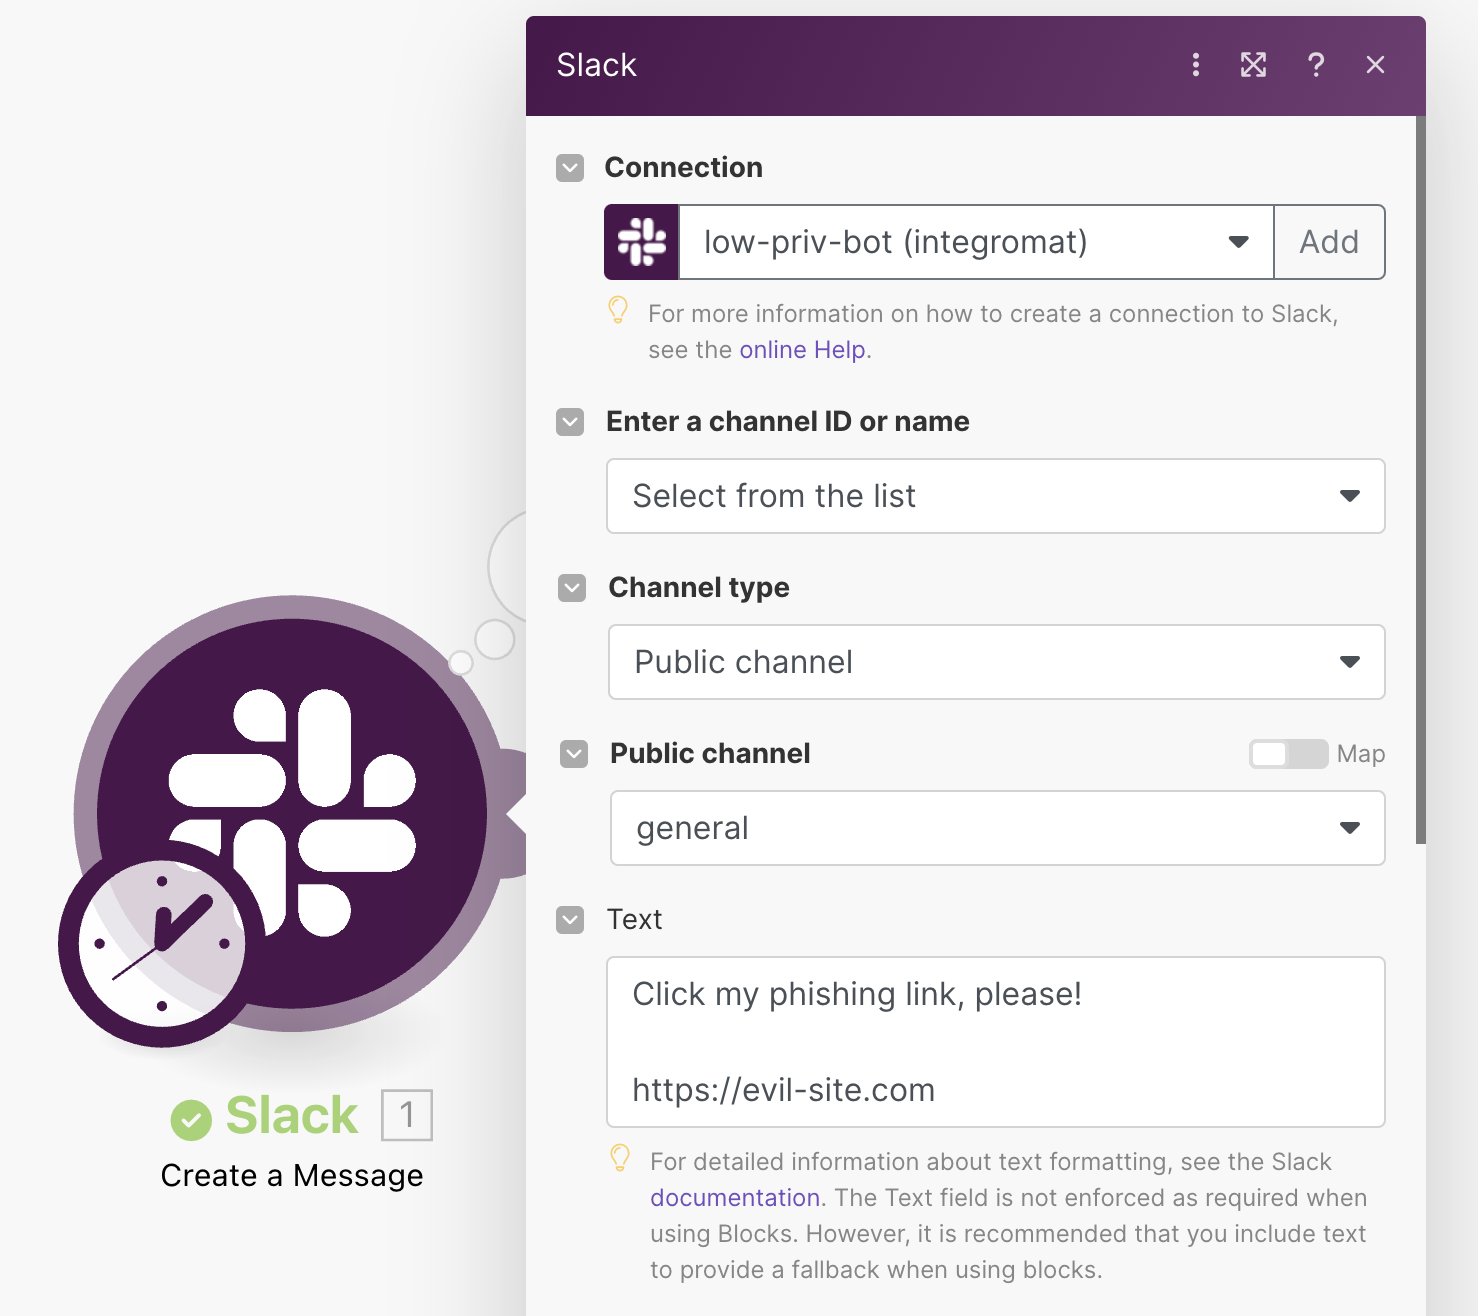 Slack
Connection
low-priv-bot (integromat)
Add
For more information on how to create a connection to Slack,
see the online Help.
Enter a channel ID or name
Select from the list
Channel type
Public channel
Public channel
Map
general
Text
Click my phishing link, please!
https://evil-site.com
For detailed information about text formatting, see the Slack
documentation. The Text field is not enforced as required when
using Blocks. However, it is recommended that you include text
to provide a fallback when using blocks.
Slack 1
Create a Message